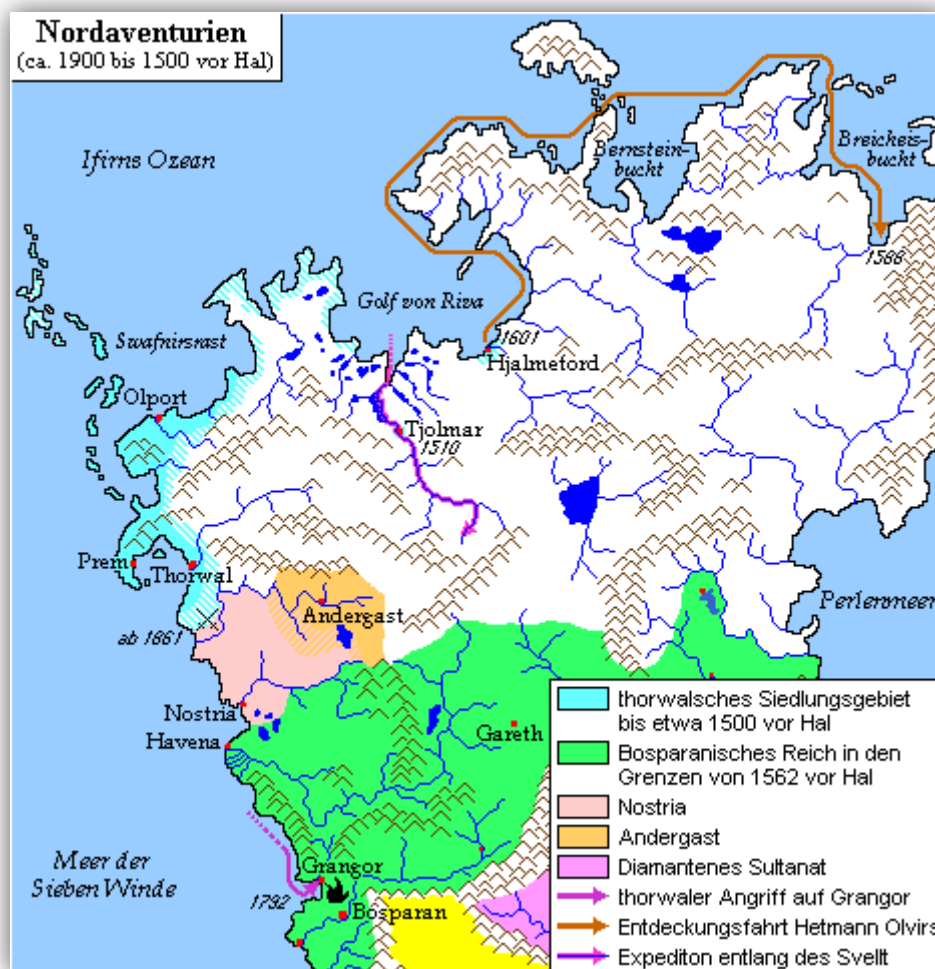 Nordaventurien
(ca. 1900 bis 1500 vor Hal)
Ifirns Ozean
Bernstein-
bucht
Breicheis-
bucht
1588
Golf von Riva
1601
Hjalmeford
Swafnirsrast
Olport
Tjolmar
1510
Prem
Thorwal
Andergast
ab 1661
Perlenmeer
Nostria
Havena
Gareth
Meer der
Sieben Winde
Grangor
1792
Bosparan
thorwalsches Siedlungsgebiet
bis etwa 1500 vor Hal
Bosparanisches Reich in den
Grenzen von 1562 vor Hal
Nostria
Andergast
Diamantenes Sultanat
thorwaler Angriff auf Grangor
Entdeckungsfahrt Hetmann Olvirs
Expediton entlang des Svellt